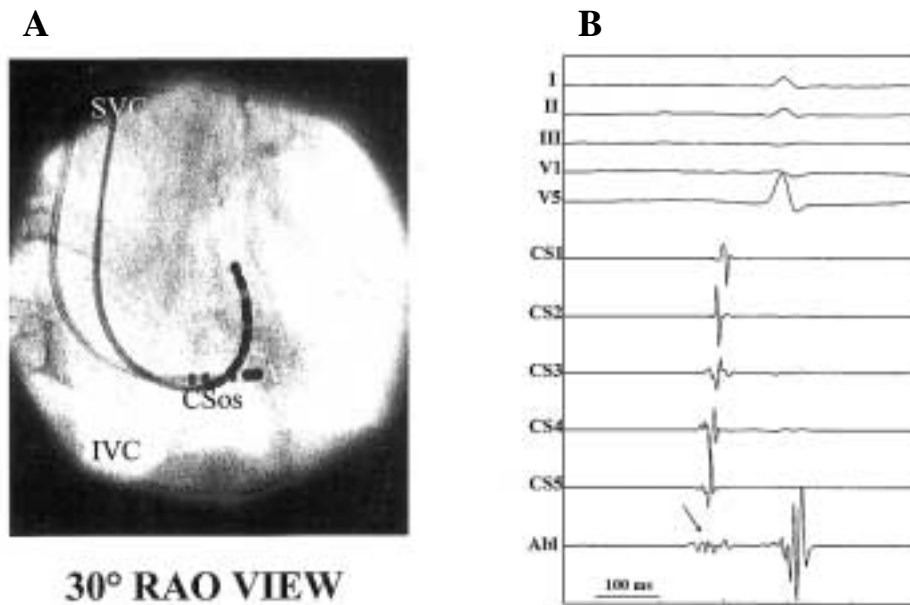 A
B
SVC
CSos
IVC
30° RAO VIEW
I
II
III
V1
V5
CS1
CS2
CS3
CS4
CS5
Abl
100 ms